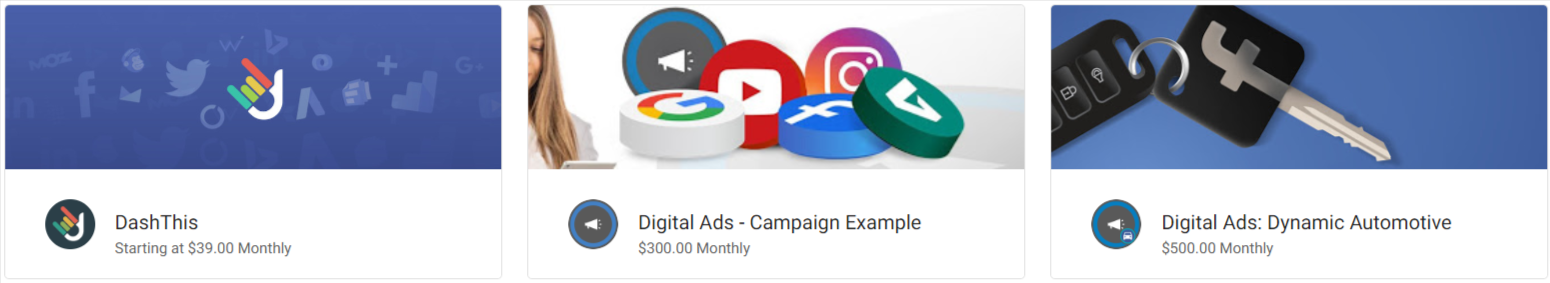 MOZ
G+
DashThis
Starting at $39.00 Monthly
Digital Ads - Campaign Example
$300.00 Monthly
Digital Ads: Dynamic Automotive
$500.00 Monthly